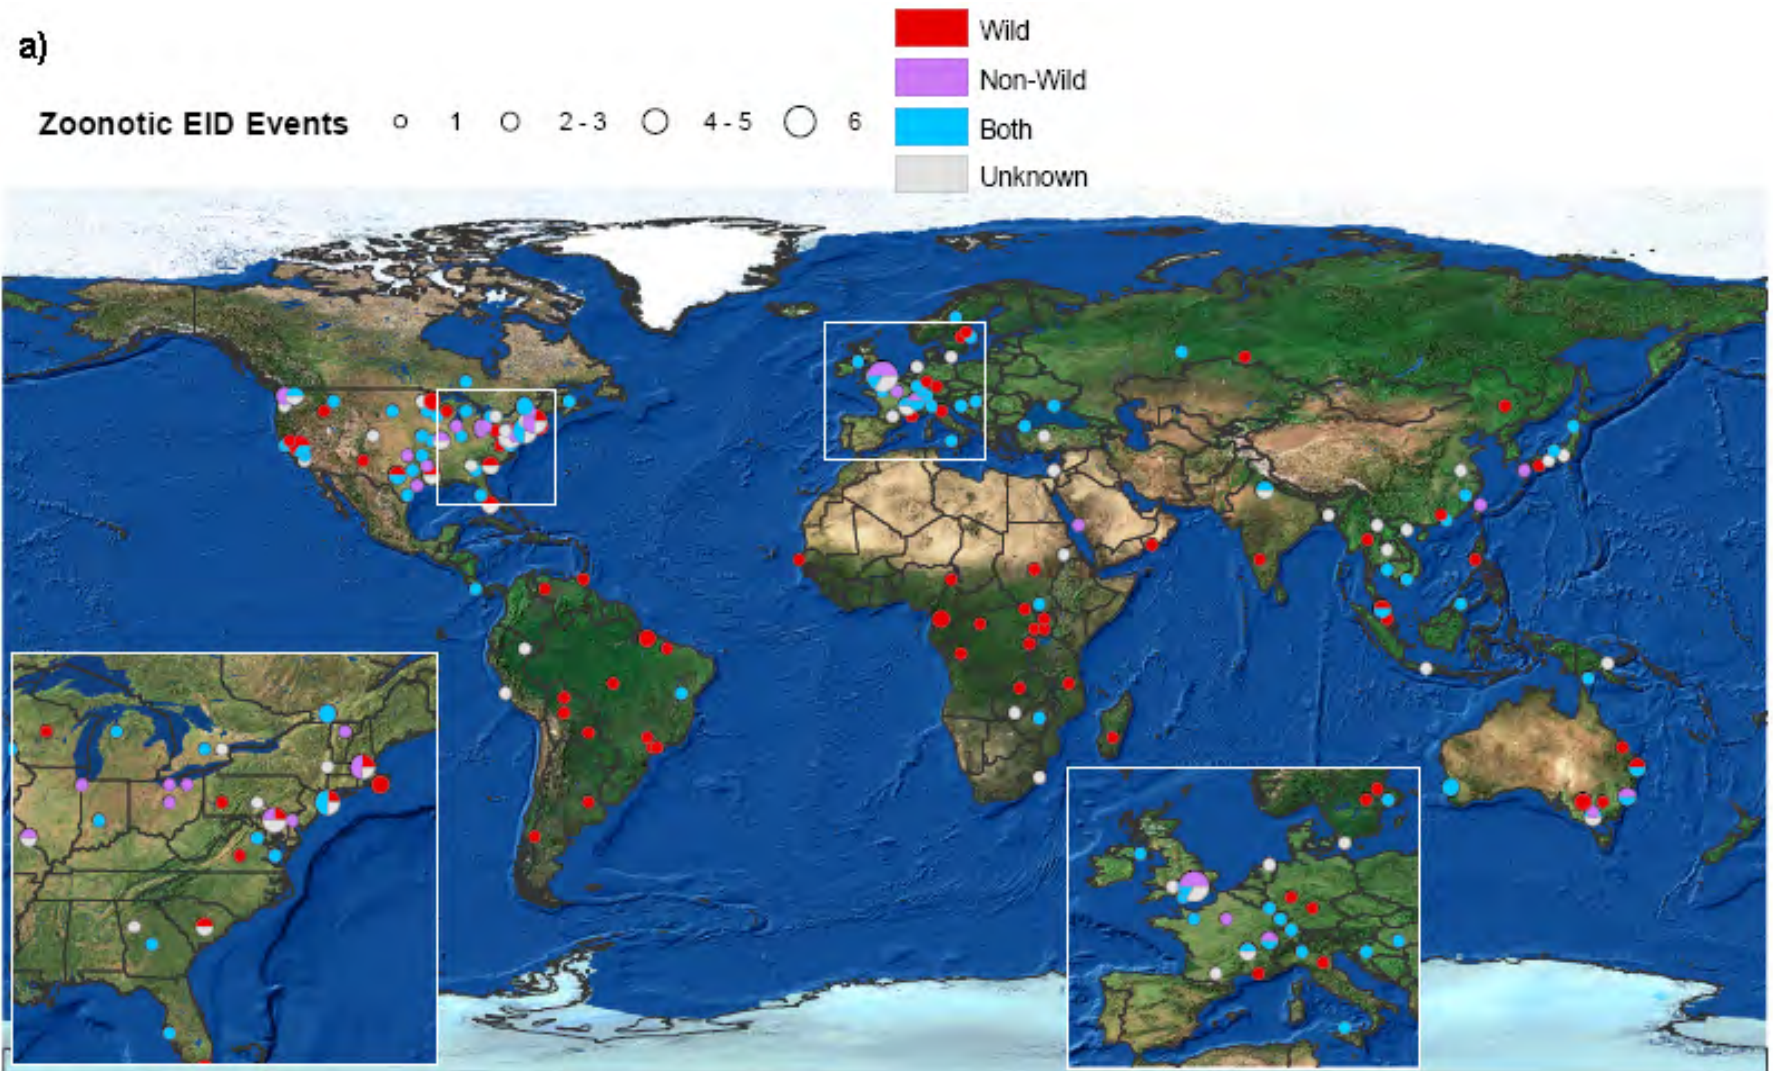 a)
Wild
Non-Wild
Both
Unknown
Zoonotic EID Events 1 2 - 3 4 - 5 6